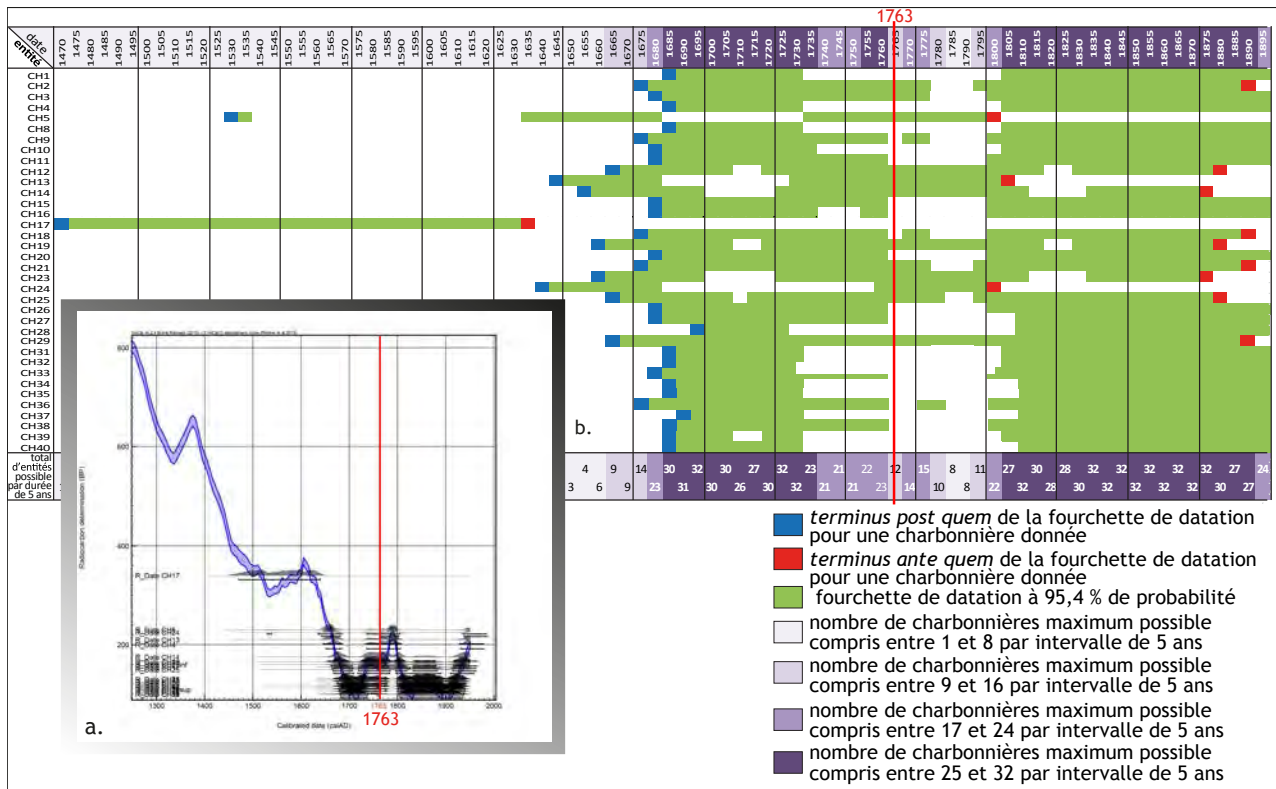 1763
date
entité
1470 1475 1480 1485 1490 1495 1500 1505 1510 1515 1520 1525 1530 1535 1540 1545 1550 1555 1560 1565 1570 1575 1580 1585 1590 1595 1600 1605 1610 1615 1620 1625 1630 1635 1640 1645 1650 1655 1660 1665 1670 1675 1680 1685 1690 1695 1700 1705 1710 1715 1720 1725 1730 1735 1740 1745 1750 1755 1760 1765 1770 1775 1780 1785 1790 1795 1800 1805 1810 1815 1820 1825 1830 1835 1840 1845 1850 1855 1860 1865 1870 1875 1880 1885 1890 1895
CH1
CH2
CH3
CH4
CH5
CH8
CH9
CH10
CH11
CH12
CH13
CH14
CH15
CH16
CH17
CH18
CH19
CH20
CH21
CH23
CH24
CH25
CH26
CH27
CH28
CH29
CH31
CH32
CH33
CH34
CH35
CH36
CH37
CH38
CH39
CH40
total
d'entités
possible
par durée
de 5 ans
4 9 14 30 32 30 27 32 23 21 22 12 15 8 11 27 30 28 32 32 32 32 32 27 24
3 6 9 23 31 30 26 30 32 21 21 23 14 10 8 22 32 28 30 32 32 32 32 30 27
800
600
400
200
Radiocarbon determination (BP)
R_Date CH17
1300 1400 1500 1600 1700 1763 1800 1900 2000
1763
Calibrated date (calAD)
a.
b.
terminus post quem de la fourchette de datation
pour une charbonnière donnée
terminus ante quem de la fourchette de datation
pour une charbonnière donnée
fourchette de datation à 95,4 % de probabilité
nombre de charbonnières maximum possible
compris entre 1 et 8 par intervalle de 5 ans
nombre de charbonnières maximum possible
compris entre 9 et 16 par intervalle de 5 ans
nombre de charbonnières maximum possible
compris entre 17 et 24 par intervalle de 5 ans
nombre de charbonnières maximum possible
compris entre 25 et 32 par intervalle de 5 ans